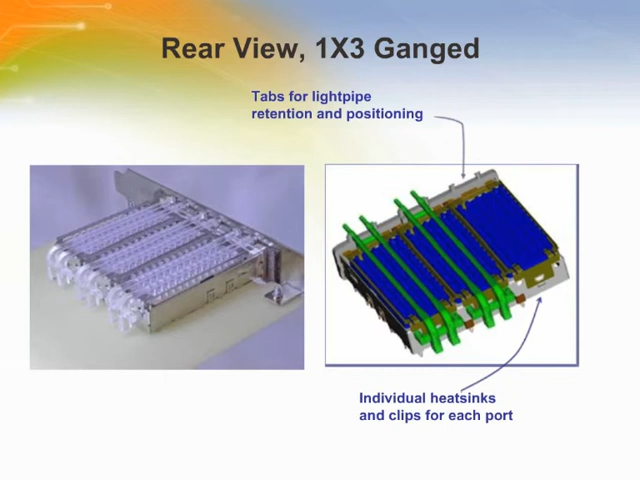 Rear View, 1X3 Ganged
Tabs for lightpipe
retention and positioning
Individual heatsinks
and clips for each port